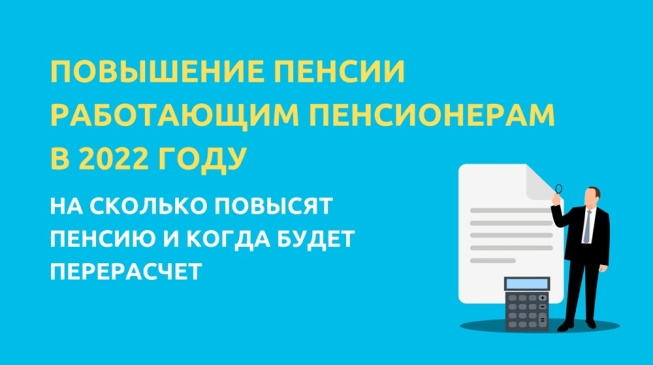 ПОВЫШЕНИЕ ПЕНСИИ
РАБОТАЮЩИМ ПЕНСИОНЕРАМ
В 2022 ГОДУ
НА СКОЛЬКО ПОВЫСЯТ
ПЕНСИЮ И КОГДА БУДЕТ
ПЕРЕРАСЧЕТ